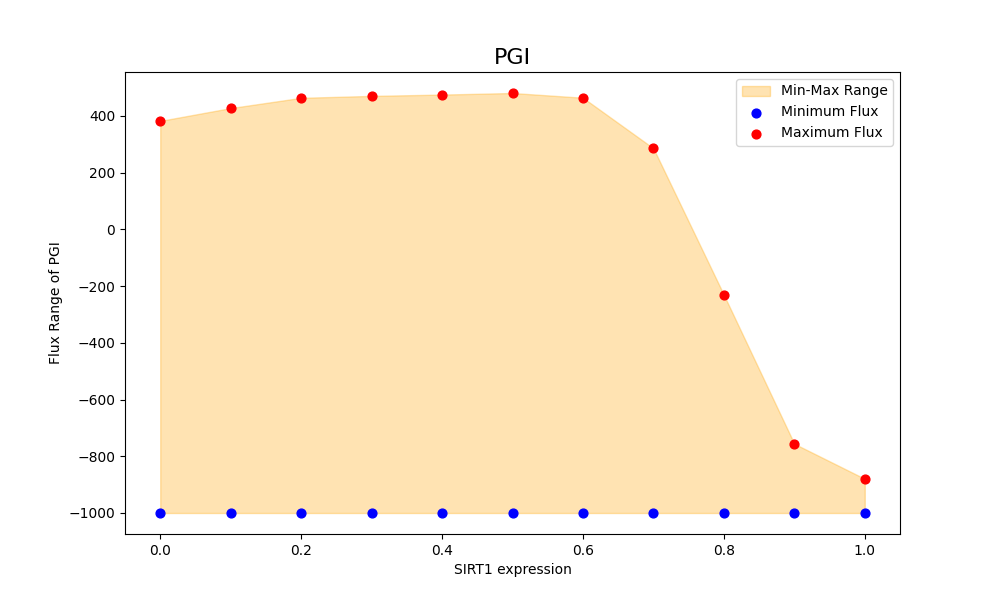 PGI
Min-Max Range
Minimum Flux
Maximum Flux
Flux Range of PGI
400
200
0
−200
−400
−600
−800
−1000
0.0
0.2
0.4
0.6
0.8
1.0
SIRT1 expression